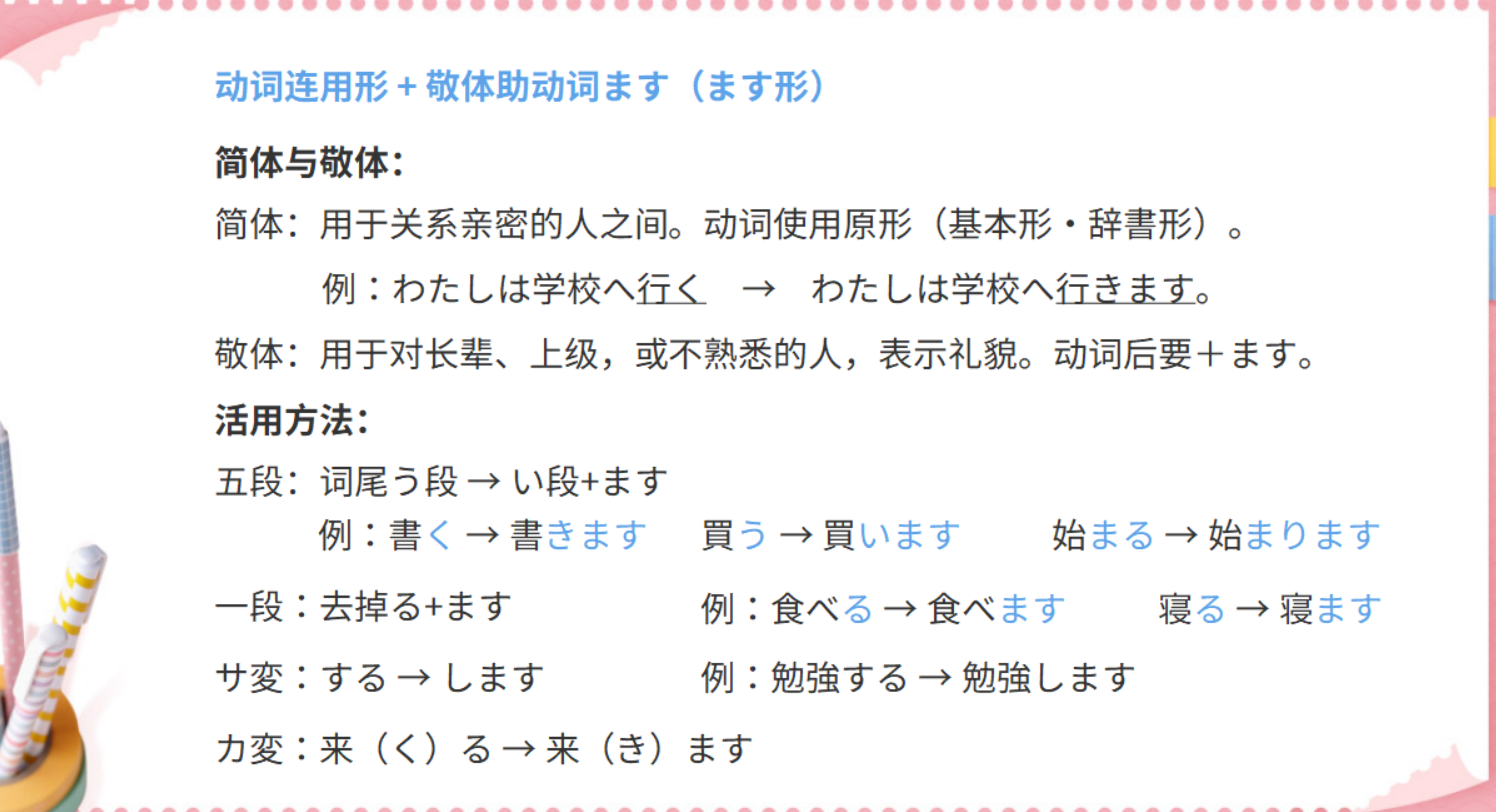 动词连用形 + 敬体助动词ます（ます形）
简体与敬体：
简体：用于关系亲密的人之间。动词使用原形（基本形・辞書形）。
例：わたしは学校へ行く　→　わたしは学校へ行きます。
敬体：用于对长辈、上级，或不熟悉的人，表示礼貌。动词后要＋ます。
活用方法：
五段：词尾う段 → い段+ます
例：書く → 書きます　買う → 買います　始まる → 始まります
一段：去掉る+ます　例：食べる → 食べます　寝る → 寝ます
サ変：する → します　例：勉強する → 勉強します
カ変：来（く）る → 来（き）ます